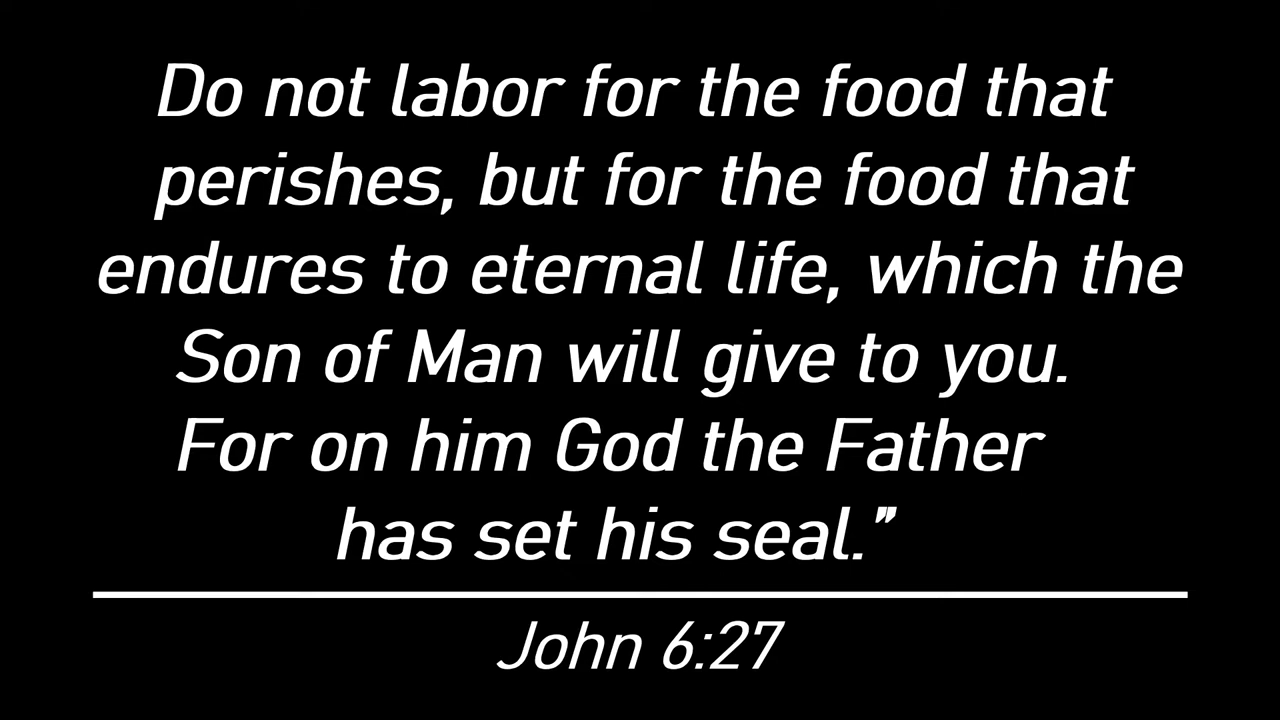 Do not labor for the food that
perishes, but for the food that
endures to eternal life, which the
Son of Man will give to you.
For on him God the Father
has set his seal.”
John 6:27